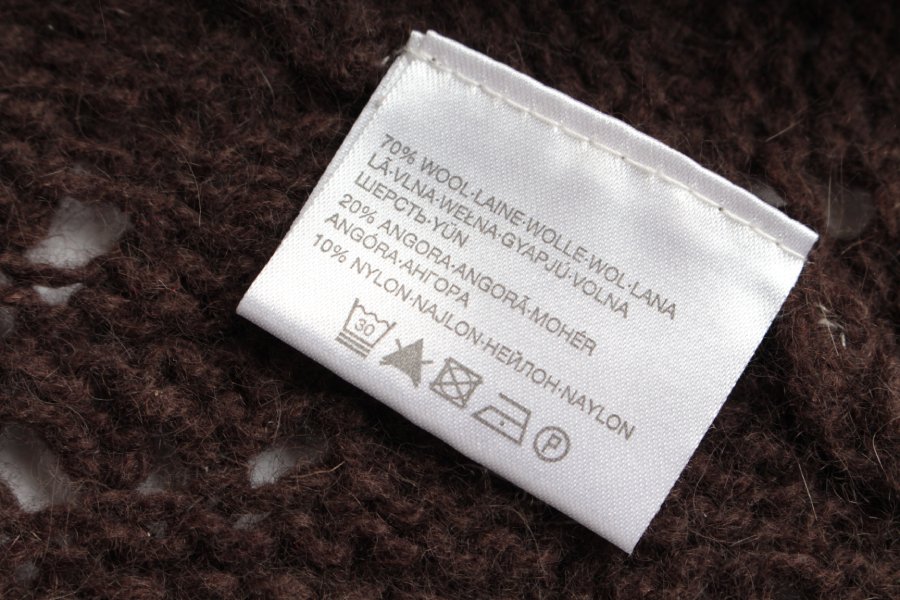 70% WOOL·LAINE·WOLLE·WOL·LANA
LÃ·VLNA·WEŁNA·GYAPJÚ·VOLNA
ШЕРСТЬ·YÜN
20% ANGORA·ANGORĂ·MOHÉR
ANGÓRA·АНГОРА
10% NYLON·NAJLON·НЕЙЛОН·NAYLON
30 P